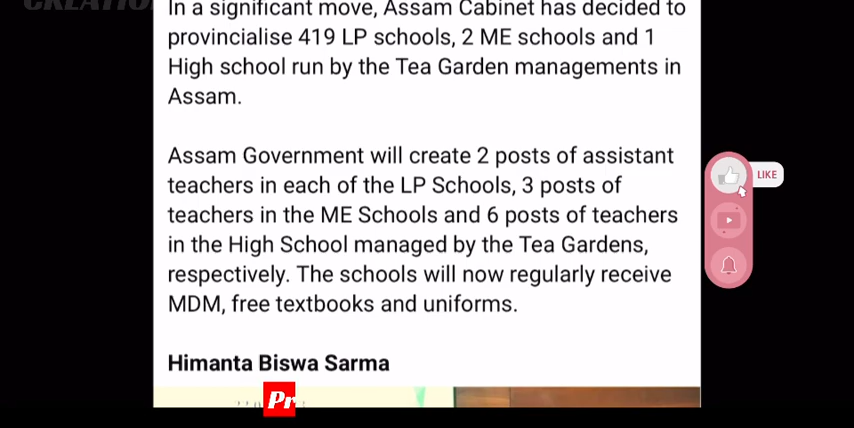 In a significant move, Assam Cabinet has decided to
provincialise 419 LP schools, 2 ME schools and 1
High school run by the Tea Garden managements in
Assam.
Assam Government will create 2 posts of assistant
teachers in each of the LP Schools, 3 posts of
teachers in the ME Schools and 6 posts of teachers
in the High School managed by the Tea Gardens,
respectively. The schools will now regularly receive
MDM, free textbooks and uniforms.
LIKE
Himanta Biswa Sarma
Pr